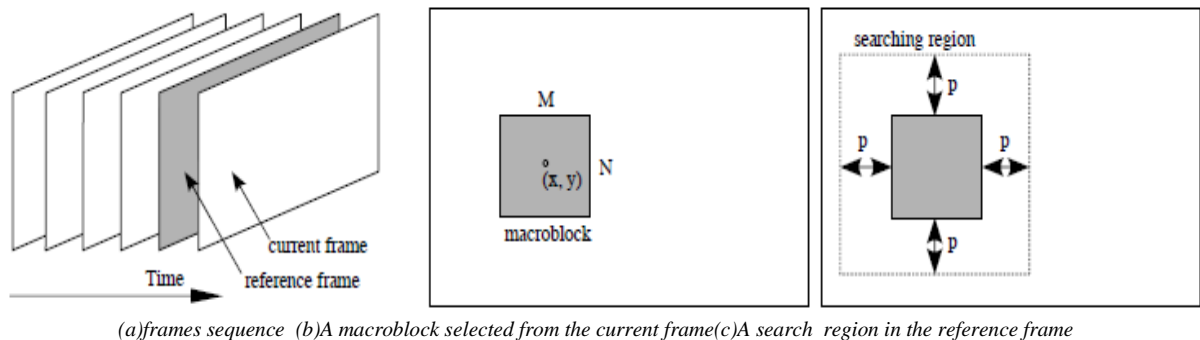 current frame
Time
reference frame
M
N
(x, y)
macroblock
searching region
p
p
p
p
(a)frames sequence (b)A macroblock selected from the current frame(c)A search region in the reference frame